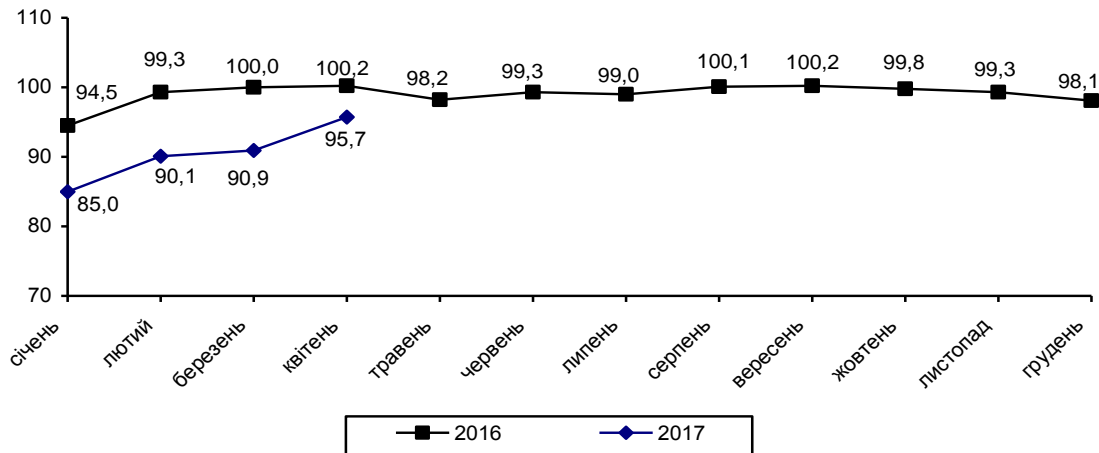 110
100
90
80
70
94,5
99,3
100,0
100,2
98,2
99,3
99,0
100,1
100,2
99,8
99,3
98,1
85,0
90,1
90,9
95,7
січень
лютий
березень
квітень
травень
червень
липень
серпень
вересень
жовтень
листопад
грудень
2016
2017